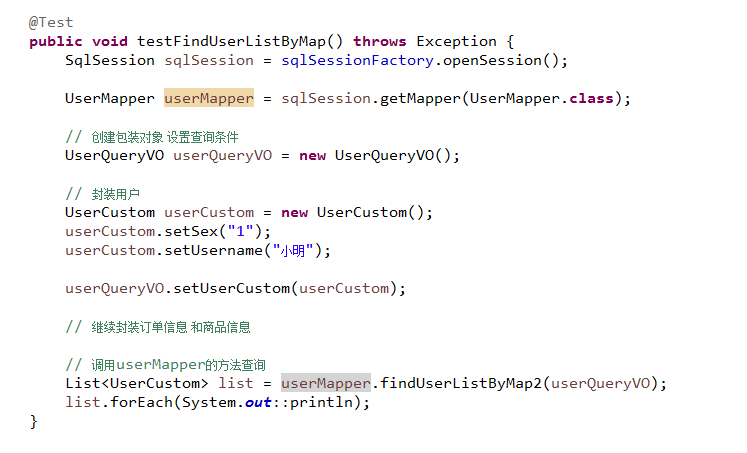 @Test
public void testFindUserListByMap() throws Exception {
SqlSession sqlSession = sqlSessionFactory.openSession();
UserMapper userMapper = sqlSession.getMapper(UserMapper.class);
// 创建包装对象 设置查询条件
UserQueryVO userQueryVO = new UserQueryVO();
// 封装用户
UserCustom userCustom = new UserCustom();
userCustom.setSex("1");
userCustom.setUsername("小明");
userQueryVO.setUserCustom(userCustom);
// 继续封装订单信息 和商品信息
// 调用userMapper的方法查询
List<UserCustom> list = userMapper.findUserListByMap2(userQueryVO);
list.forEach(System.out::println);
}